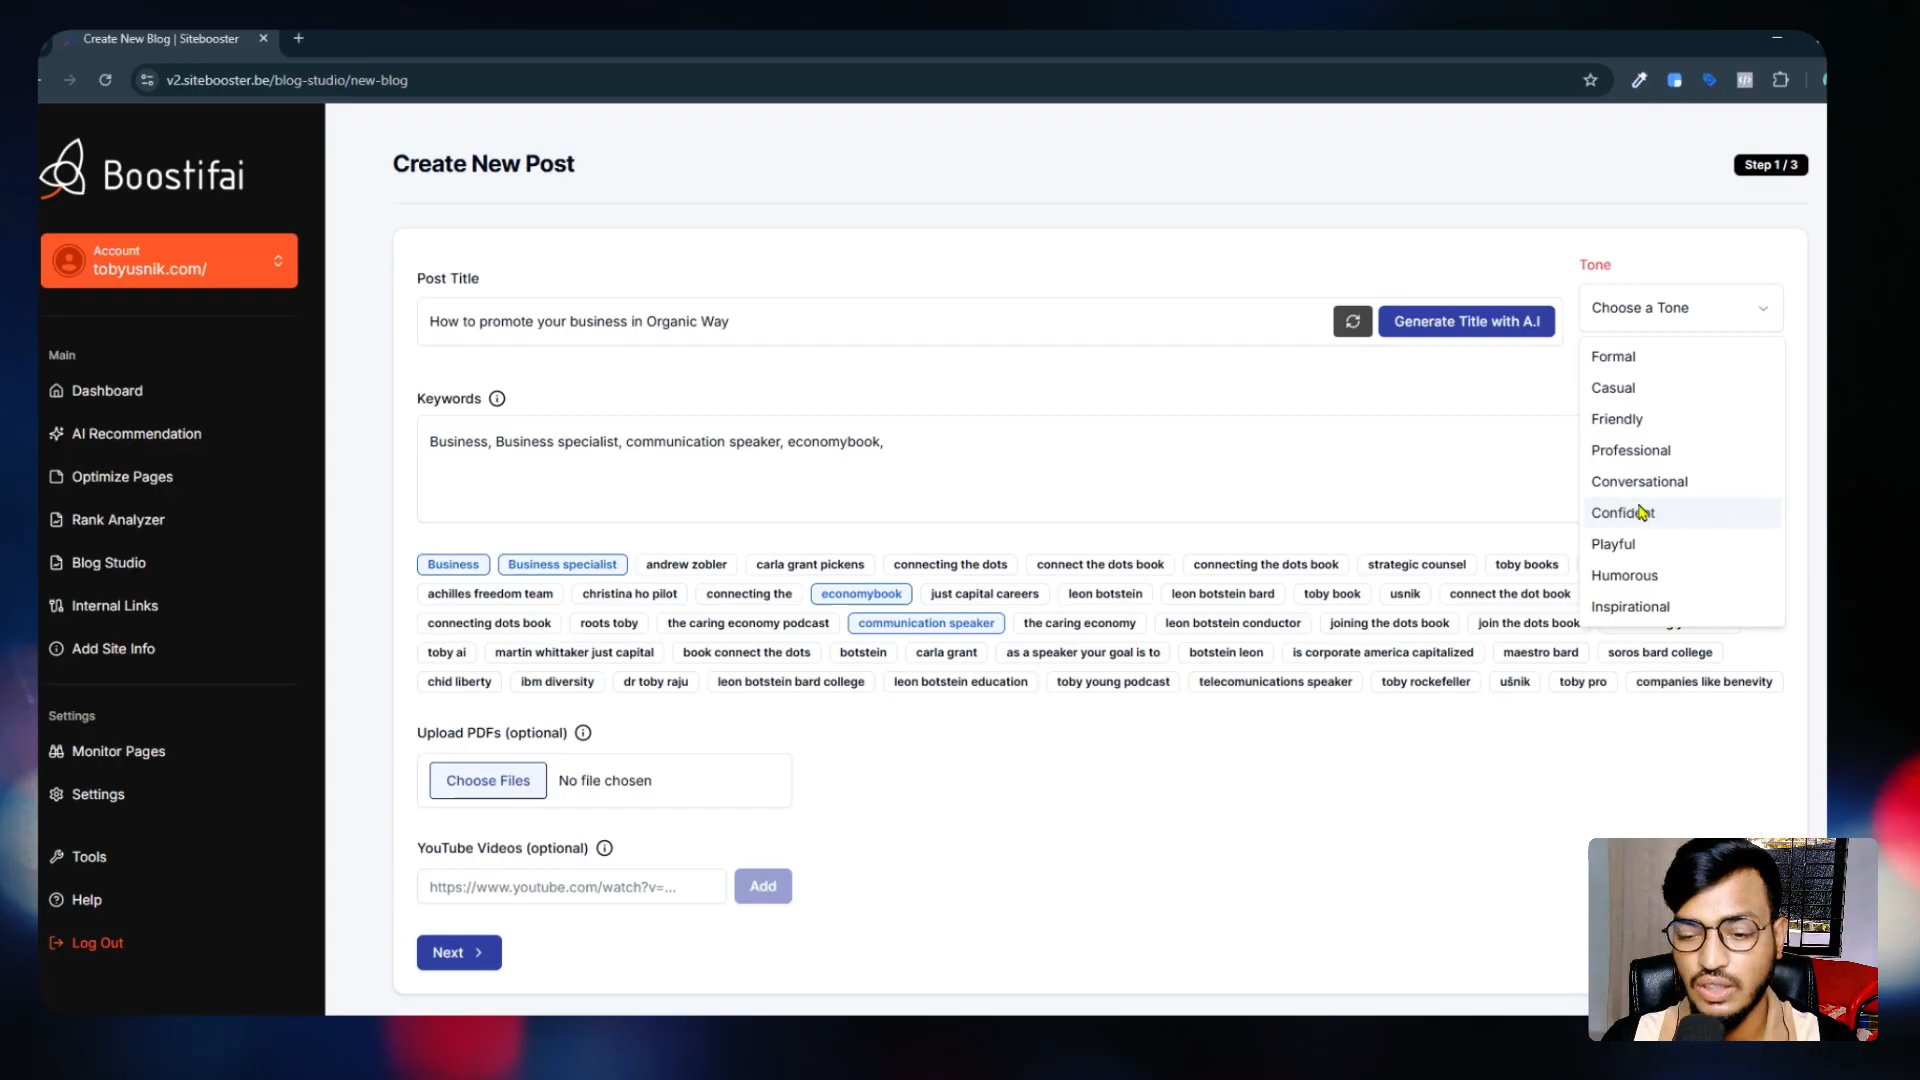 Create New Blog | Sitebooster
v2.sitebooster.be/blog-studio/new-blog
Boostifai
Account
tobyusnik.com/
Main
Dashboard
AI Recommendation
Optimize Pages
Rank Analyzer
Blog Studio
Internal Links
Add Site Info
Settings
Monitor Pages
Settings
Tools
Help
Log Out
Create New Post
Step 1 / 3
Post Title
How to promote your business in Organic Way
Generate Title with A.I
Tone
Choose a Tone
Formal
Casual
Friendly
Professional
Conversational
Confident
Playful
Humorous
Inspirational
Keywords
Business, Business specialist, communication speaker, economybook,
Business Business specialist andrew zobler carla grant pickens connecting the dots connect the dots book connecting the dots book strategic counsel toby books
achilles freedom team christina ho pilot connecting the economybook just capital careers leon botstein leon botstein bard toby book usnik connect the dot book
connecting dots book roots toby the caring economy podcast communication speaker the caring economy leon botstein conductor joining the dots book join the dots book
toby ai martin whittaker just capital book connect the dots botstein carla grant as a speaker your goal is to botstein leon is corporate america capitalized maestro bard soros bard college
chid liberty ibm diversity dr toby raju leon botstein bard college leon botstein education toby young podcast telecommunications speaker toby rockefeller ušnik toby pro companies like benevity
Upload PDFs (optional)
Choose Files No file chosen
YouTube Videos (optional)
https://www.youtube.com/watch?v=...
Add
Next